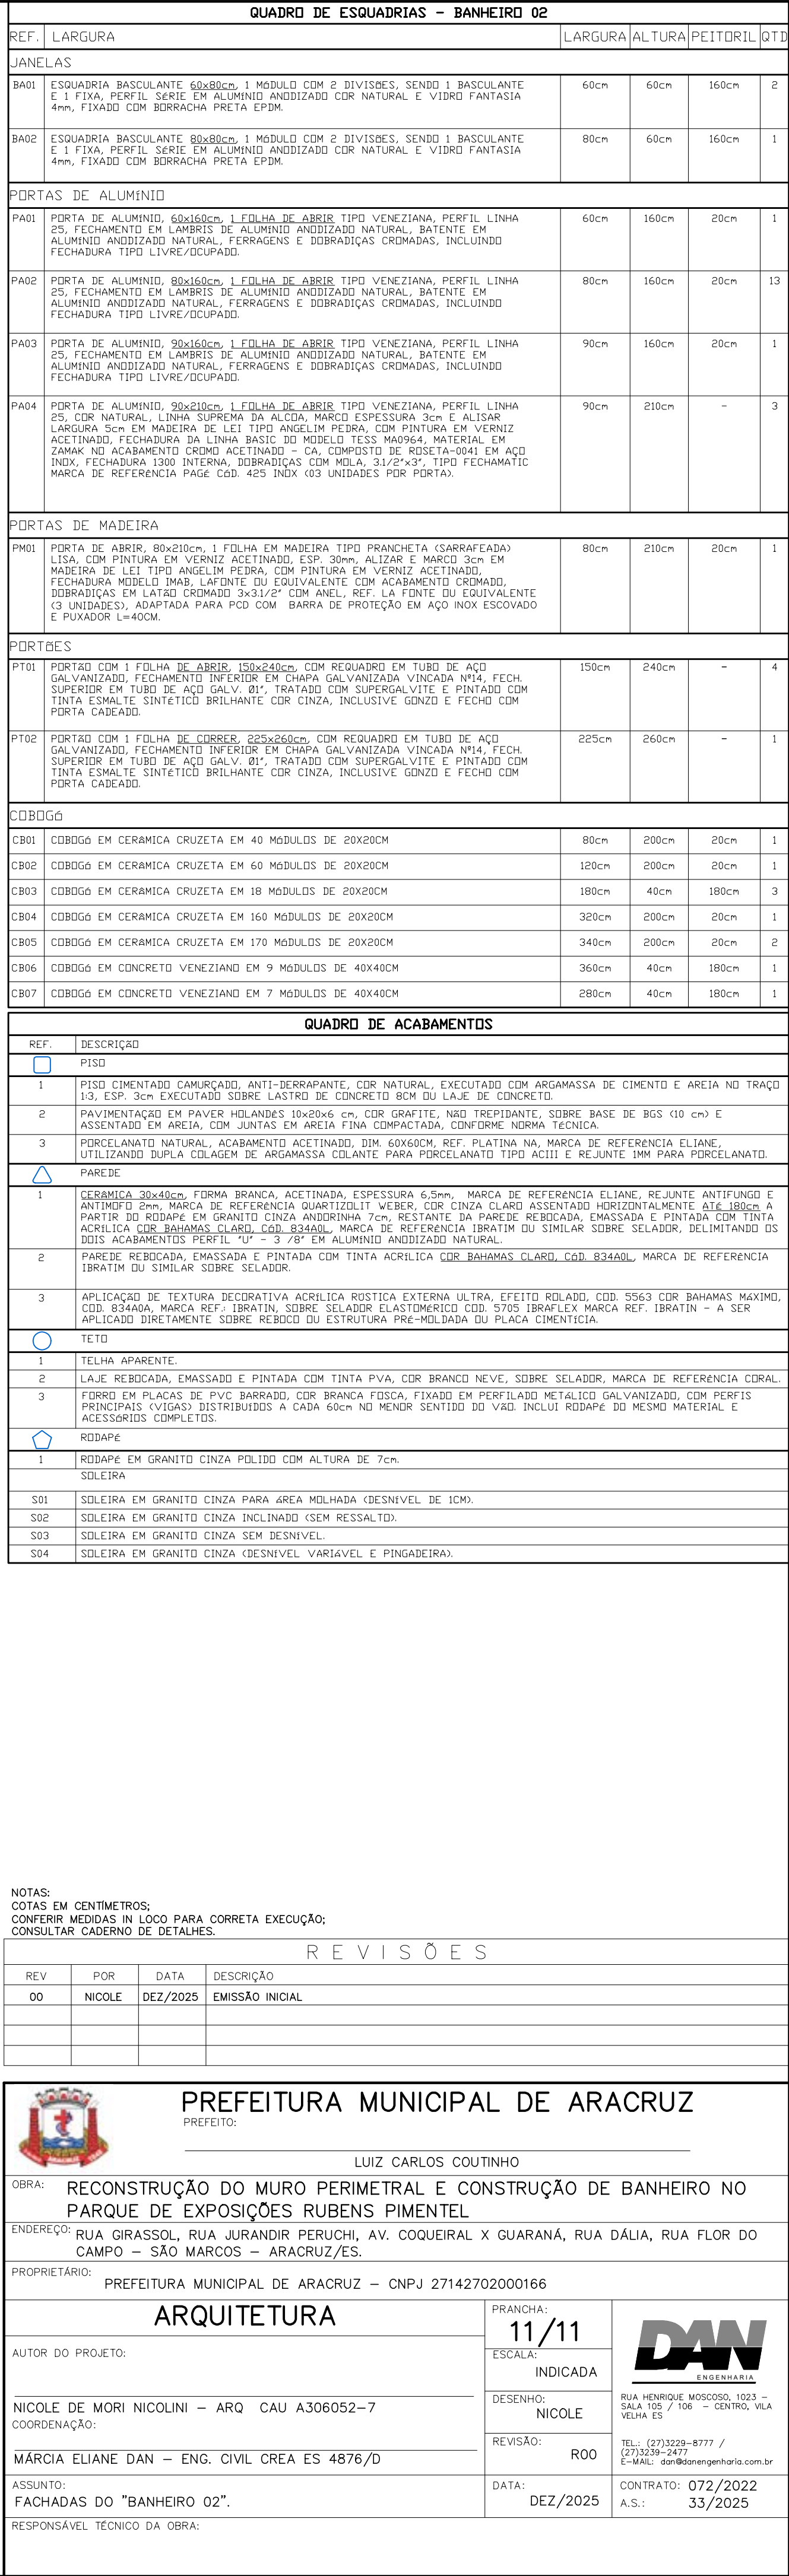 QUADRO DE ESQUADRIAS - BANHEIRO 02
REF. LARGURA LARGURA ALTURA PEITORIL QTD
JANELAS
BA01 ESQUADRIA BASCULANTE 60x80cm, 1 MÓDULO COM 2 DIVISÕES, SENDO 1 BASCULANTE 60cm 60cm 160cm 2
E 1 FIXA, PERFIL SÉRIE EM ALUMÍNIO ANODIZADO COR NATURAL E VIDRO FANTASIA
4mm, FIXADO COM BORRACHA PRETA EPDM.
BA02 ESQUADRIA BASCULANTE 80x80cm, 1 MÓDULO COM 2 DIVISÕES, SENDO 1 BASCULANTE 80cm 60cm 160cm 1
E 1 FIXA, PERFIL SÉRIE EM ALUMÍNIO ANODIZADO COR NATURAL E VIDRO FANTASIA
4mm, FIXADO COM BORRACHA PRETA EPDM.
PORTAS DE ALUMÍNIO
PA01 PORTA DE ALUMÍNIO, 60x160cm, 1 FOLHA DE ABRIR TIPO VENEZIANA, PERFIL LINHA 60cm 160cm 20cm 1
25, FECHAMENTO EM LAMBRIS DE ALUMÍNIO ANODIZADO NATURAL, BATENTE EM
ALUMÍNIO ANODIZADO NATURAL, FERRAGENS E DOBRADIÇAS CROMADAS, INCLUINDO
FECHADURA TIPO LIVRE/OCUPADO.
PA02 PORTA DE ALUMÍNIO, 80x160cm, 1 FOLHA DE ABRIR TIPO VENEZIANA, PERFIL LINHA 80cm 160cm 20cm 13
25, FECHAMENTO EM LAMBRIS DE ALUMÍNIO ANODIZADO NATURAL, BATENTE EM
ALUMÍNIO ANODIZADO NATURAL, FERRAGENS E DOBRADIÇAS CROMADAS, INCLUINDO
FECHADURA TIPO LIVRE/OCUPADO.
PA03 PORTA DE ALUMÍNIO, 90x160cm, 1 FOLHA DE ABRIR TIPO VENEZIANA, PERFIL LINHA 90cm 160cm 20cm 1
25, FECHAMENTO EM LAMBRIS DE ALUMÍNIO ANODIZADO NATURAL, BATENTE EM
ALUMÍNIO ANODIZADO NATURAL, FERRAGENS E DOBRADIÇAS CROMADAS, INCLUINDO
FECHADURA TIPO LIVRE/OCUPADO.
PA04 PORTA DE ALUMÍNIO, 90x210cm, 1 FOLHA DE ABRIR TIPO VENEZIANA, PERFIL LINHA 90cm 210cm - 3
25, COR NATURAL, LINHA SUPREMA DA ALCOA, MARCO ESPESSURA 3cm E ALISAR
LARGURA 5cm EM MADEIRA DE LEI TIPO ANGELIM PEDRA, COM PINTURA EM VERNIZ
ACETINADO, FECHADURA DA LINHA BASIC DO MODELO TESS MA0964, MATERIAL EM
ZAMAK NO ACABAMENTO CROMO ACETINADO - CA, COMPOSTO DE ROSETA-0041 EM AÇO
INOX, FECHADURA 1300 INTERNA, DOBRADIÇAS COM MOLA, 3.1/2"x3", TIPO FECHAMATIC
MARCA DE REFERÊNCIA PAGÉ CÓD. 425 INOX (03 UNIDADES POR PORTA).
PORTAS DE MADEIRA
PM01 PORTA DE ABRIR, 80x210cm, 1 FOLHA EM MADEIRA TIPO PRANCHETA (SARRAFEADA) 80cm 210cm 20cm 1
LISA, COM PINTURA EM VERNIZ ACETINADO, ESP. 30mm, ALIZAR E MARCO 3cm EM
MADEIRA DE LEI TIPO ANGELIM PEDRA, COM PINTURA EM VERNIZ ACETINADO,
FECHADURA MODELO IMAB, LAFONTE OU EQUIVALENTE COM ACABAMENTO CROMADO,
DOBRADIÇAS EM LATÃO CROMADO 3x3.1/2" COM ANEL, REF. LA FONTE OU EQUIVALENTE
(3 UNIDADES), ADAPTADA PARA PCD COM BARRA DE PROTEÇÃO EM AÇO INOX ESCOVADO
E PUXADOR L=40CM.
PORTÕES
PT01 PORTÃO COM 1 FOLHA DE ABRIR, 150x240cm, COM REQUADRO EM TUBO DE AÇO 150cm 240cm - 4
GALVANIZADO, FECHAMENTO INFERIOR EM CHAPA GALVANIZADA VINCADA Nº14, FECH.
SUPERIOR EM TUBO DE AÇO GALV. Ø1", TRATADO COM SUPERGALVITE E PINTADO COM
TINTA ESMALTE SINTÉTICO BRILHANTE COR CINZA, INCLUSIVE GONZO E FECHO COM
PORTA CADEADO.
PT02 PORTÃO COM 1 FOLHA DE CORRER, 225x260cm, COM REQUADRO EM TUBO DE AÇO 225cm 260cm - 1
GALVANIZADO, FECHAMENTO INFERIOR EM CHAPA GALVANIZADA VINCADA Nº14, FECH.
SUPERIOR EM TUBO DE AÇO GALV. Ø1", TRATADO COM SUPERGALVITE E PINTADO COM
TINTA ESMALTE SINTÉTICO BRILHANTE COR CINZA, INCLUSIVE GONZO E FECHO COM
PORTA CADEADO.
COBOGÓ
CB01 COBOGÓ EM CERÂMICA CRUZETA EM 40 MÓDULOS DE 20X20CM 80cm 200cm 20cm 1
CB02 COBOGÓ EM CERÂMICA CRUZETA EM 60 MÓDULOS DE 20X20CM 120cm 200cm 20cm 1
CB03 COBOGÓ EM CERÂMICA CRUZETA EM 18 MÓDULOS DE 20X20CM 180cm 40cm 180cm 3
CB04 COBOGÓ EM CERÂMICA CRUZETA EM 160 MÓDULOS DE 20X20CM 320cm 200cm 20cm 1
CB05 COBOGÓ EM CERÂMICA CRUZETA EM 170 MÓDULOS DE 20X20CM 340cm 200cm 20cm 2
CB06 COBOGÓ EM CONCRETO VENEZIANO EM 9 MÓDULOS DE 40X40CM 360cm 40cm 180cm 1
CB07 COBOGÓ EM CONCRETO VENEZIANO EM 7 MÓDULOS DE 40X40CM 280cm 40cm 180cm 1
QUADRO DE ACABAMENTOS
REF. DESCRIÇÃO
PISO
1 PISO CIMENTADO CAMURÇADO, ANTI-DERRAPANTE, COR NATURAL, EXECUTADO COM ARGAMASSA DE CIMENTO E AREIA NO TRAÇO
1:3, ESP. 3cm EXECUTADO SOBRE LASTRO DE CONCRETO 8CM OU LAJE DE CONCRETO.
2 PAVIMENTAÇÃO EM PAVER HOLANDÊS 10x20x6 cm, COR GRAFITE, NÃO TREPIDANTE, SOBRE BASE DE BGS (10 cm) E
ASSENTADO EM AREIA, COM JUNTAS EM AREIA FINA COMPACTADA, CONFORME NORMA TÉCNICA.
3 PORCELANATO NATURAL, ACABAMENTO ACETINADO, DIM. 60X60CM, REF. PLATINA NA, MARCA DE REFERÊNCIA ELIANE,
UTILIZANDO DUPLA COLAGEM DE ARGAMASSA COLANTE PARA PORCELANATO TIPO ACIII E REJUNTE 1MM PARA PORCELANATO.
PAREDE
1 CERÂMICA 30x40cm, FORMA BRANCA, ACETINADA, ESPESSURA 6,5mm, MARCA DE REFERÊNCIA ELIANE, REJUNTE ANTIFUNGO E
ANTIMOFO 2mm, MARCA DE REFERÊNCIA QUARTIZOLIT WEBER, COR CINZA CLARO ASSENTADO HORIZONTALMENTE ATÉ 180cm A
PARTIR DO RODAPÉ EM GRANITO CINZA ANDORINHA 7cm, RESTANTE DA PAREDE REBOCADA, EMASSADA E PINTADA COM TINTA
ACRÍLICA COR BAHAMAS CLARO, CÓD. 834A0L, MARCA DE REFERÊNCIA IBRATIM OU SIMILAR SOBRE SELADOR, DELIMITANDO OS
DOIS ACABAMENTOS PERFIL "U" - 3 /8" EM ALUMÍNIO ANODIZADO NATURAL.
2 PAREDE REBOCADA, EMASSADA E PINTADA COM TINTA ACRÍLICA COR BAHAMAS CLARO, CÓD. 834A0L, MARCA DE REFERÊNCIA
IBRATIM OU SIMILAR SOBRE SELADOR.
3 APLICAÇÃO DE TEXTURA DECORATIVA ACRÍLICA RÚSTICA EXTERNA ULTRA, EFEITO ROLADO, COD. 5563 COR BAHAMAS MÁXIMO,
COD. 834A0A, MARCA REF.: IBRATIN, SOBRE SELADOR ELASTOMÉRICO COD. 5705 IBRAFLEX MARCA REF. IBRATIN - A SER
APLICADO DIRETAMENTE SOBRE REBOCO OU ESTRUTURA PRÉ-MOLDADA OU PLACA CIMENTÍCIA.
TETO
1 TELHA APARENTE.
2 LAJE REBOCADA, EMASSADO E PINTADA COM TINTA PVA, COR BRANCO NEVE, SOBRE SELADOR, MARCA DE REFERÊNCIA CORAL.
3 FORRO EM PLACAS DE PVC BARRADO, COR BRANCA FOSCA, FIXADO EM PERFILADO METÁLICO GALVANIZADO, COM PERFIS
PRINCIPAIS (VIGAS) DISTRIBUÍDOS A CADA 60cm NO MENOR SENTIDO DO VÃO. INCLUI RODAPÉ DO MESMO MATERIAL E
ACESSÓRIOS COMPLETOS.
RODAPÉ
1 RODAPÉ EM GRANITO CINZA POLIDO COM ALTURA DE 7cm.
SOLEIRA
S01 SOLEIRA EM GRANITO CINZA PARA ÁREA MOLHADA (DESNÍVEL DE 1CM).
S02 SOLEIRA EM GRANITO CINZA INCLINADO (SEM RESSALTO).
S03 SOLEIRA EM GRANITO CINZA SEM DESNÍVEL.
S04 SOLEIRA EM GRANITO CINZA (DESNÍVEL VARIÁVEL E PINGADEIRA).
NOTAS:
COTAS EM CENTÍMETROS;
CONFERIR MEDIDAS IN LOCO PARA CORRETA EXECUÇÃO;
CONSULTAR CADERNO DE DETALHES.
REVISÕES
REV POR DATA DESCRIÇÃO
00 NICOLE DEZ/2025 EMISSÃO INICIAL
PREFEITURA MUNICIPAL DE ARACRUZ
PREFEITO:
LUIZ CARLOS COUTINHO
OBRA: RECONSTRUÇÃO DO MURO PERIMETRAL E CONSTRUÇÃO DE BANHEIRO NO
PARQUE DE EXPOSIÇÕES RUBENS PIMENTEL
ENDEREÇO: RUA GIRASSOL, RUA JURANDIR PERUCHI, AV. COQUEIRAL X GUARANÁ, RUA DÁLIA, RUA FLOR DO
CAMPO - SÃO MARCOS - ARACRUZ/ES.
PROPRIETÁRIO:
PREFEITURA MUNICIPAL DE ARACRUZ - CNPJ 27142702000166
ARQUITETURA
AUTOR DO PROJETO:
NICOLE DE MORI NICOLINI - ARQ CAU A306052-7
COORDENAÇÃO:
MÁRCIA ELIANE DAN - ENG. CIVIL CREA ES 4876/D
ASSUNTO:
FACHADAS DO "BANHEIRO 02".
PRANCHA:
11/11
ESCALA:
INDICADA
DESENHO:
NICOLE
REVISÃO:
R00
DATA:
DEZ/2025
DAN
ENGENHARIA
RUA HENRIQUE MOSCOSO, 1023 -
SALA 105 / 106 - CENTRO, VILA
VELHA ES
TEL.: (27)3229-8777 /
(27)3239-2477
E-MAIL: dan@danengenharia.com.br
CONTRATO: 072/2022
A.S.: 33/2025
RESPONSÁVEL TÉCNICO DA OBRA: